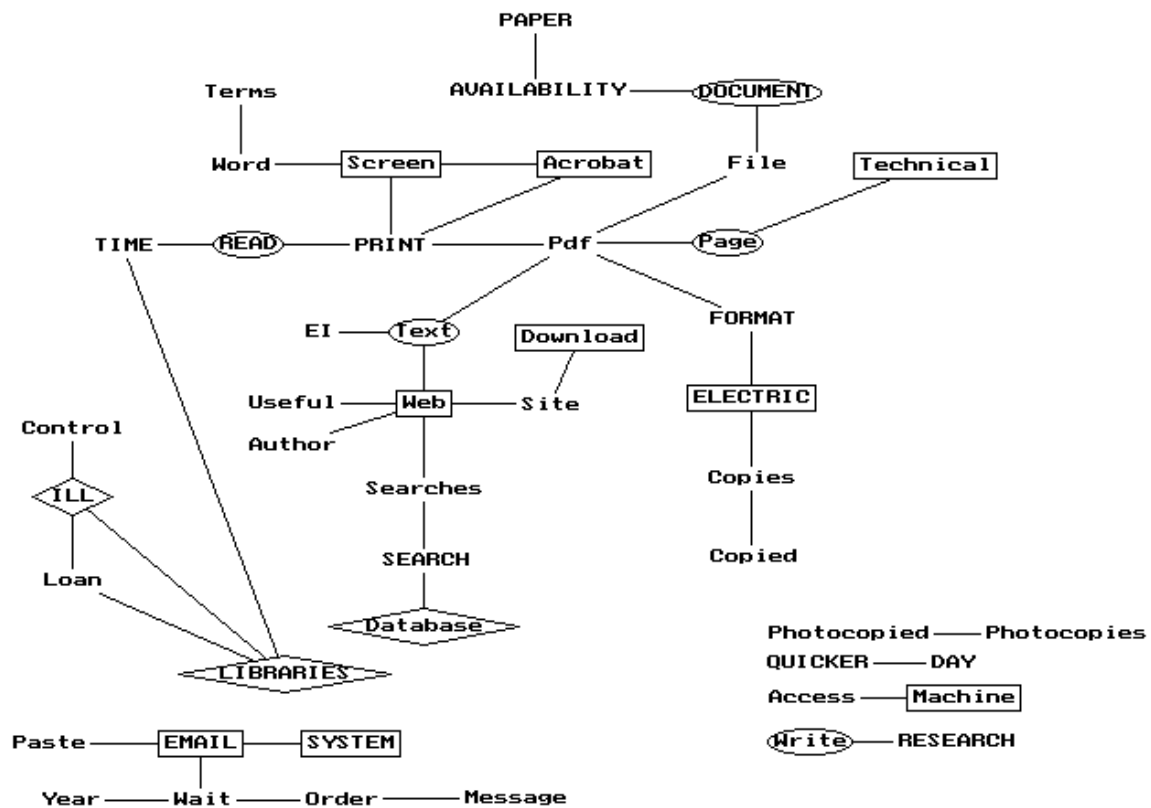 PAPER
AVAILABILITY DOCUMENT
Terms
Word Screen Acrobat File Technical
TIME READ PRINT Pdf Page
EI Text Download FORMAT
Useful Web Site ELECTRIC
Author
Control
Searches Copies
ILL
SEARCH Copied
Loan
Database
Photocopied Photocopies
LIBRARIES QUICKER DAY
Access Machine
Paste EMAIL SYSTEM Write RESEARCH
Year Wait Order Message